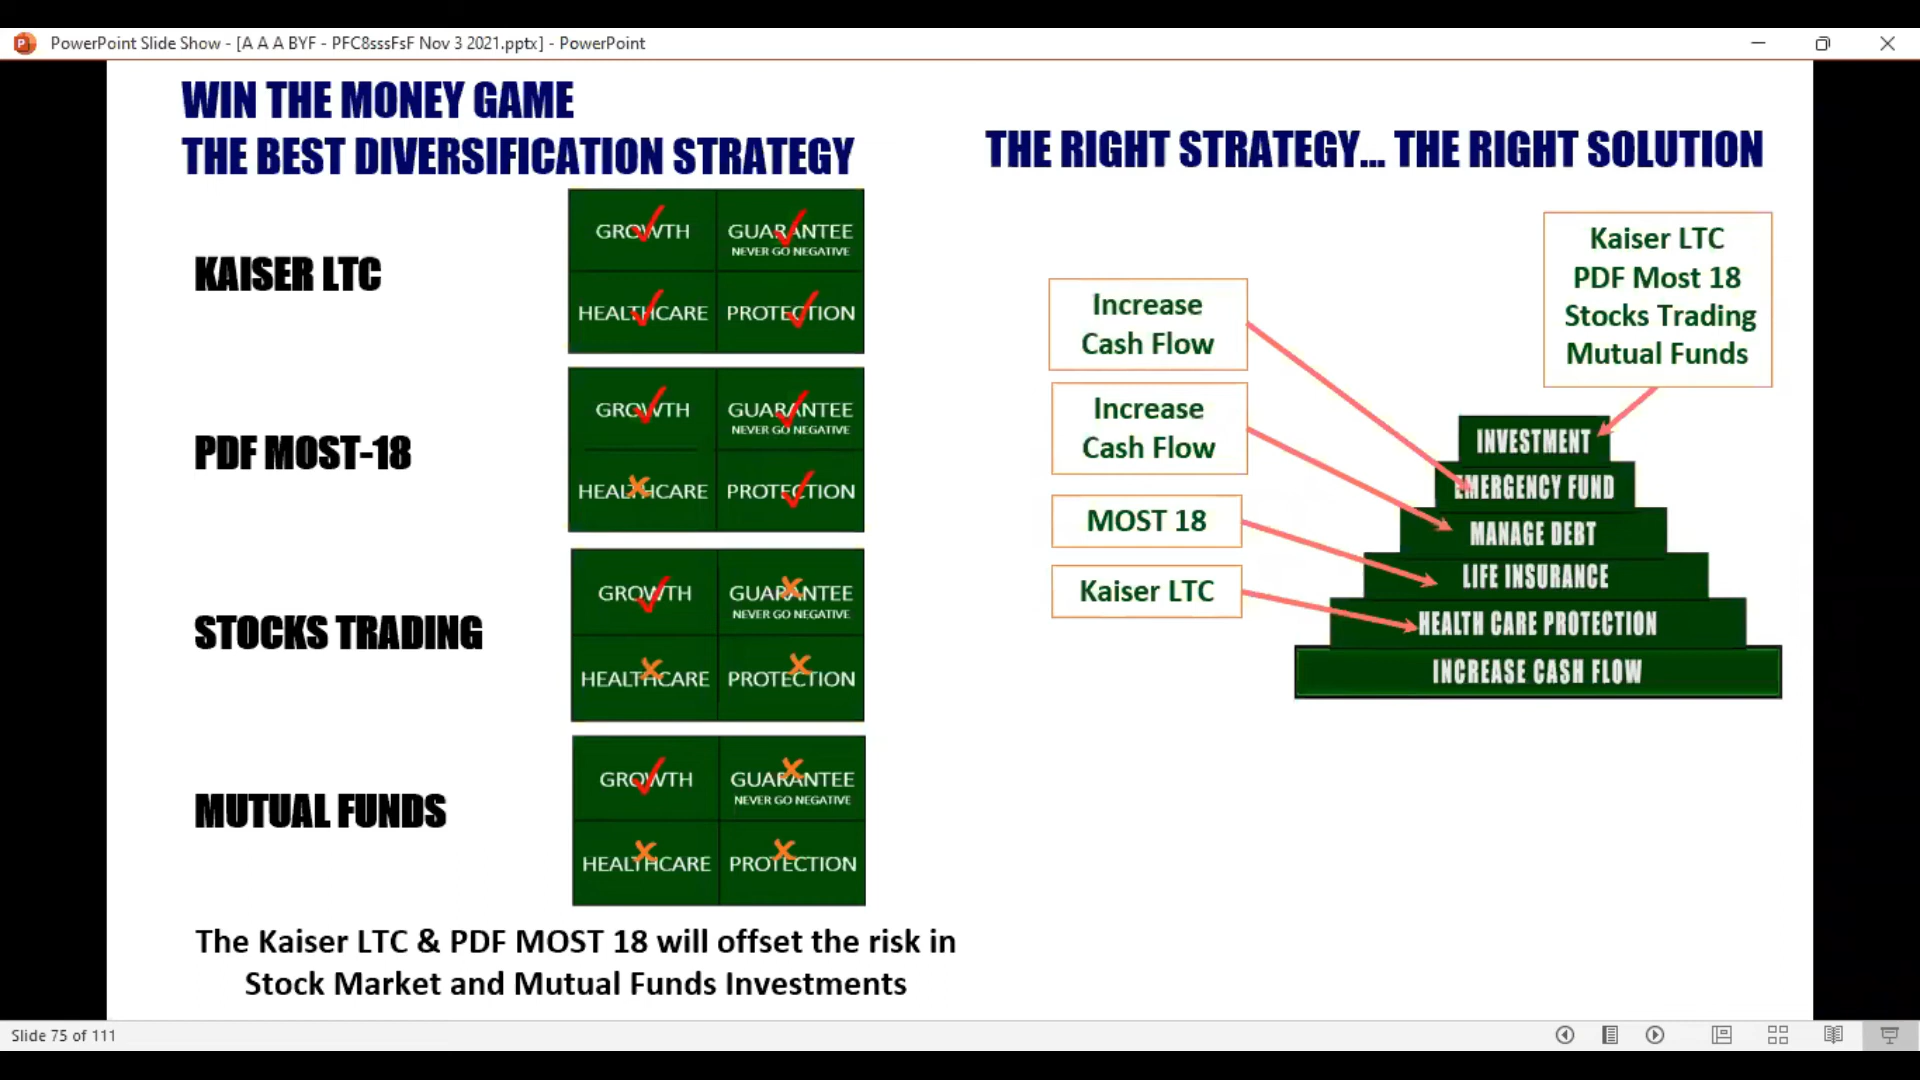 PowerPoint Slide Show - [A A A BYF - PFC8sssFsF Nov 3 2021.pptx] - PowerPoint
WIN THE MONEY GAME
THE BEST DIVERSIFICATION STRATEGY
KAISER LTC
GROWTH
GUARANTEE
NEVER GO NEGATIVE
HEALTHCARE
PROTECTION
PDF MOST-18
GROWTH
GUARANTEE
NEVER GO NEGATIVE
HEALTHCARE
PROTECTION
STOCKS TRADING
GROWTH
GUARANTEE
NEVER GO NEGATIVE
HEALTHCARE
PROTECTION
MUTUAL FUNDS
GROWTH
GUARANTEE
NEVER GO NEGATIVE
HEALTHCARE
PROTECTION
The Kaiser LTC & PDF MOST 18 will offset the risk in
Stock Market and Mutual Funds Investments
THE RIGHT STRATEGY... THE RIGHT SOLUTION
Kaiser LTC
PDF Most 18
Stocks Trading
Mutual Funds
Increase
Cash Flow
Increase
Cash Flow
MOST 18
Kaiser LTC
INVESTMENT
EMERGENCY FUND
MANAGE DEBT
LIFE INSURANCE
HEALTH CARE PROTECTION
INCREASE CASH FLOW
Slide 75 of 111